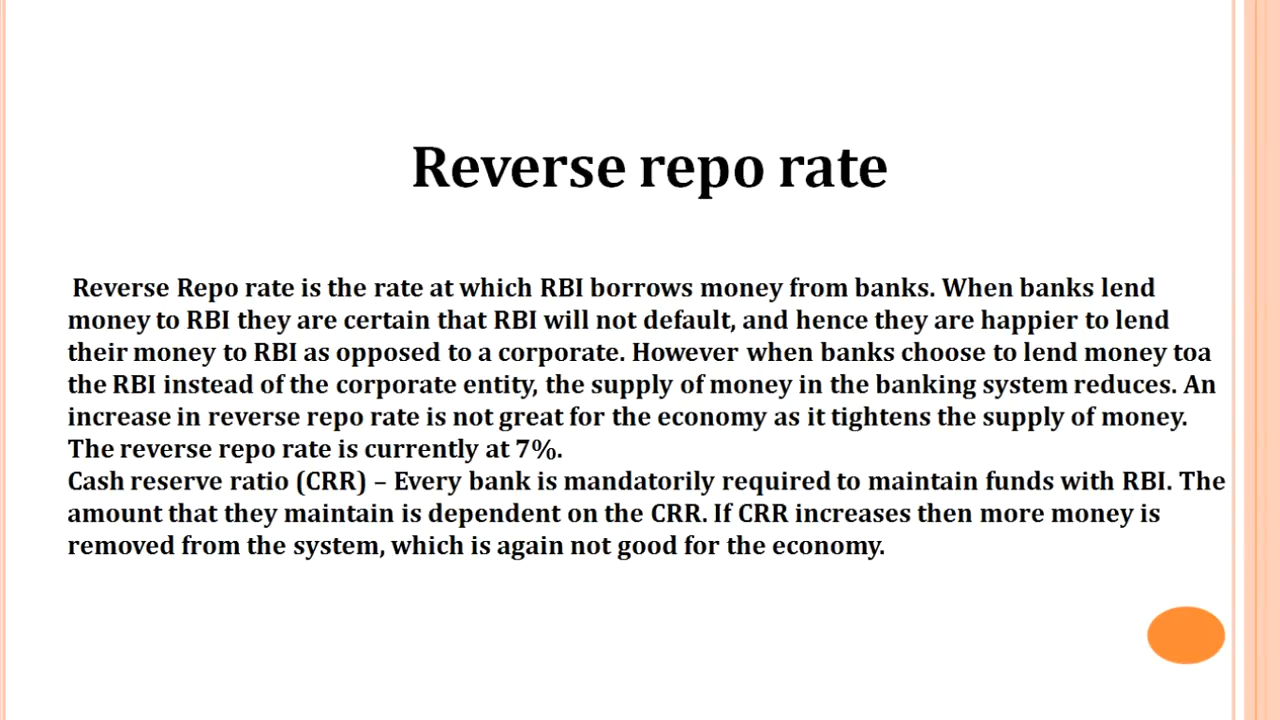 Reverse repo rate
Reverse Repo rate is the rate at which RBI borrows money from banks. When banks lend
money to RBI they are certain that RBI will not default, and hence they are happier to lend
their money to RBI as opposed to a corporate. However when banks choose to lend money toa
the RBI instead of the corporate entity, the supply of money in the banking system reduces. An
increase in reverse repo rate is not great for the economy as it tightens the supply of money.
The reverse repo rate is currently at 7%.
Cash reserve ratio (CRR) – Every bank is mandatorily required to maintain funds with RBI. The
amount that they maintain is dependent on the CRR. If CRR increases then more money is
removed from the system, which is again not good for the economy.